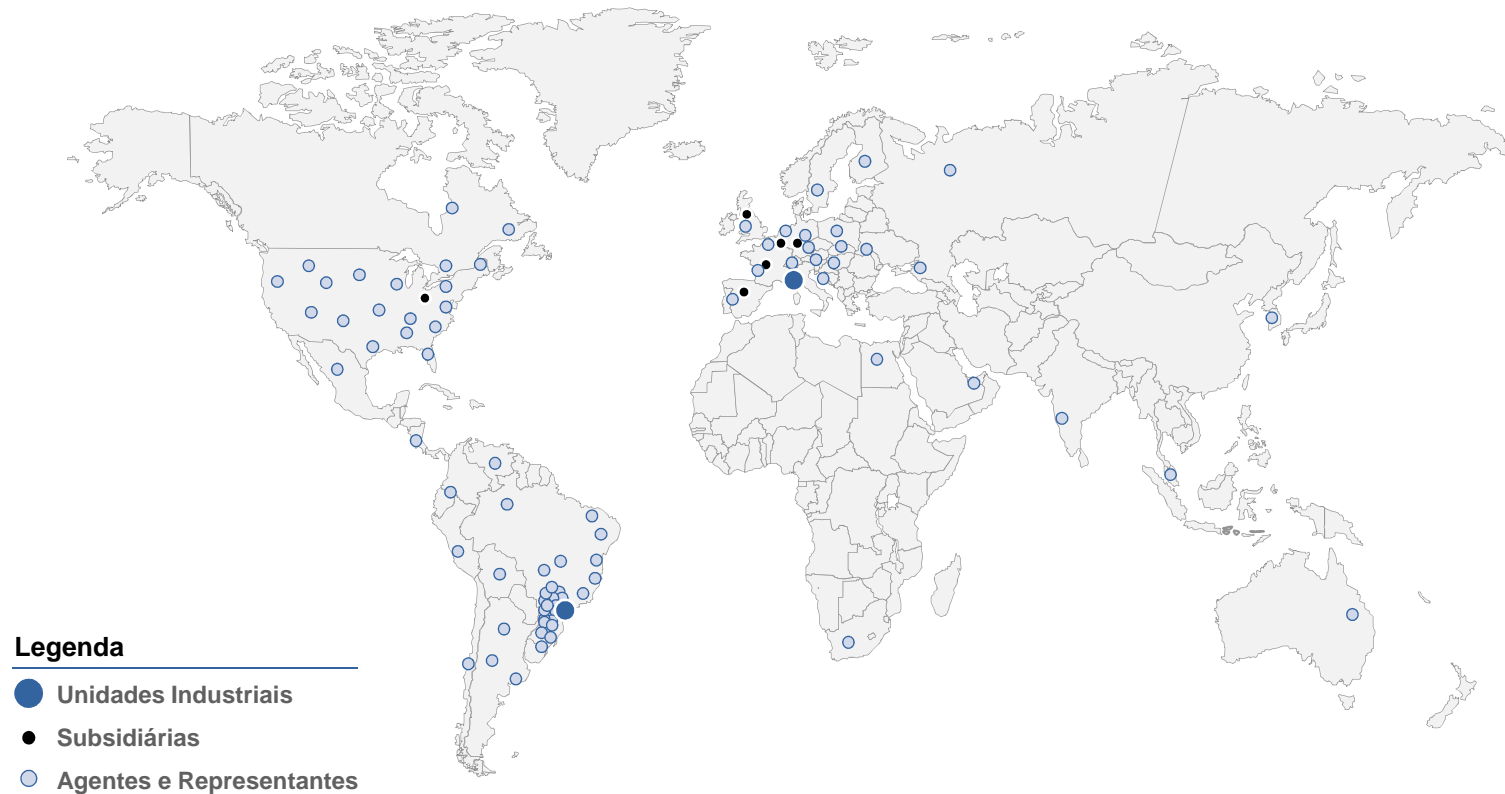 Legenda
Unidades Industriais
Subsidiárias
Agentes e Representantes